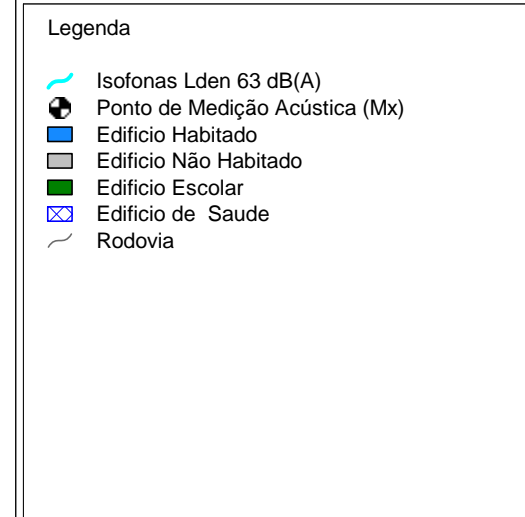 Legenda
Isofonas Lden 63 dB(A)
Ponto de Medição Acústica (Mx)
Edificio Habitado
Edificio Não Habitado
Edificio Escolar
Edificio de Saude
Rodovia